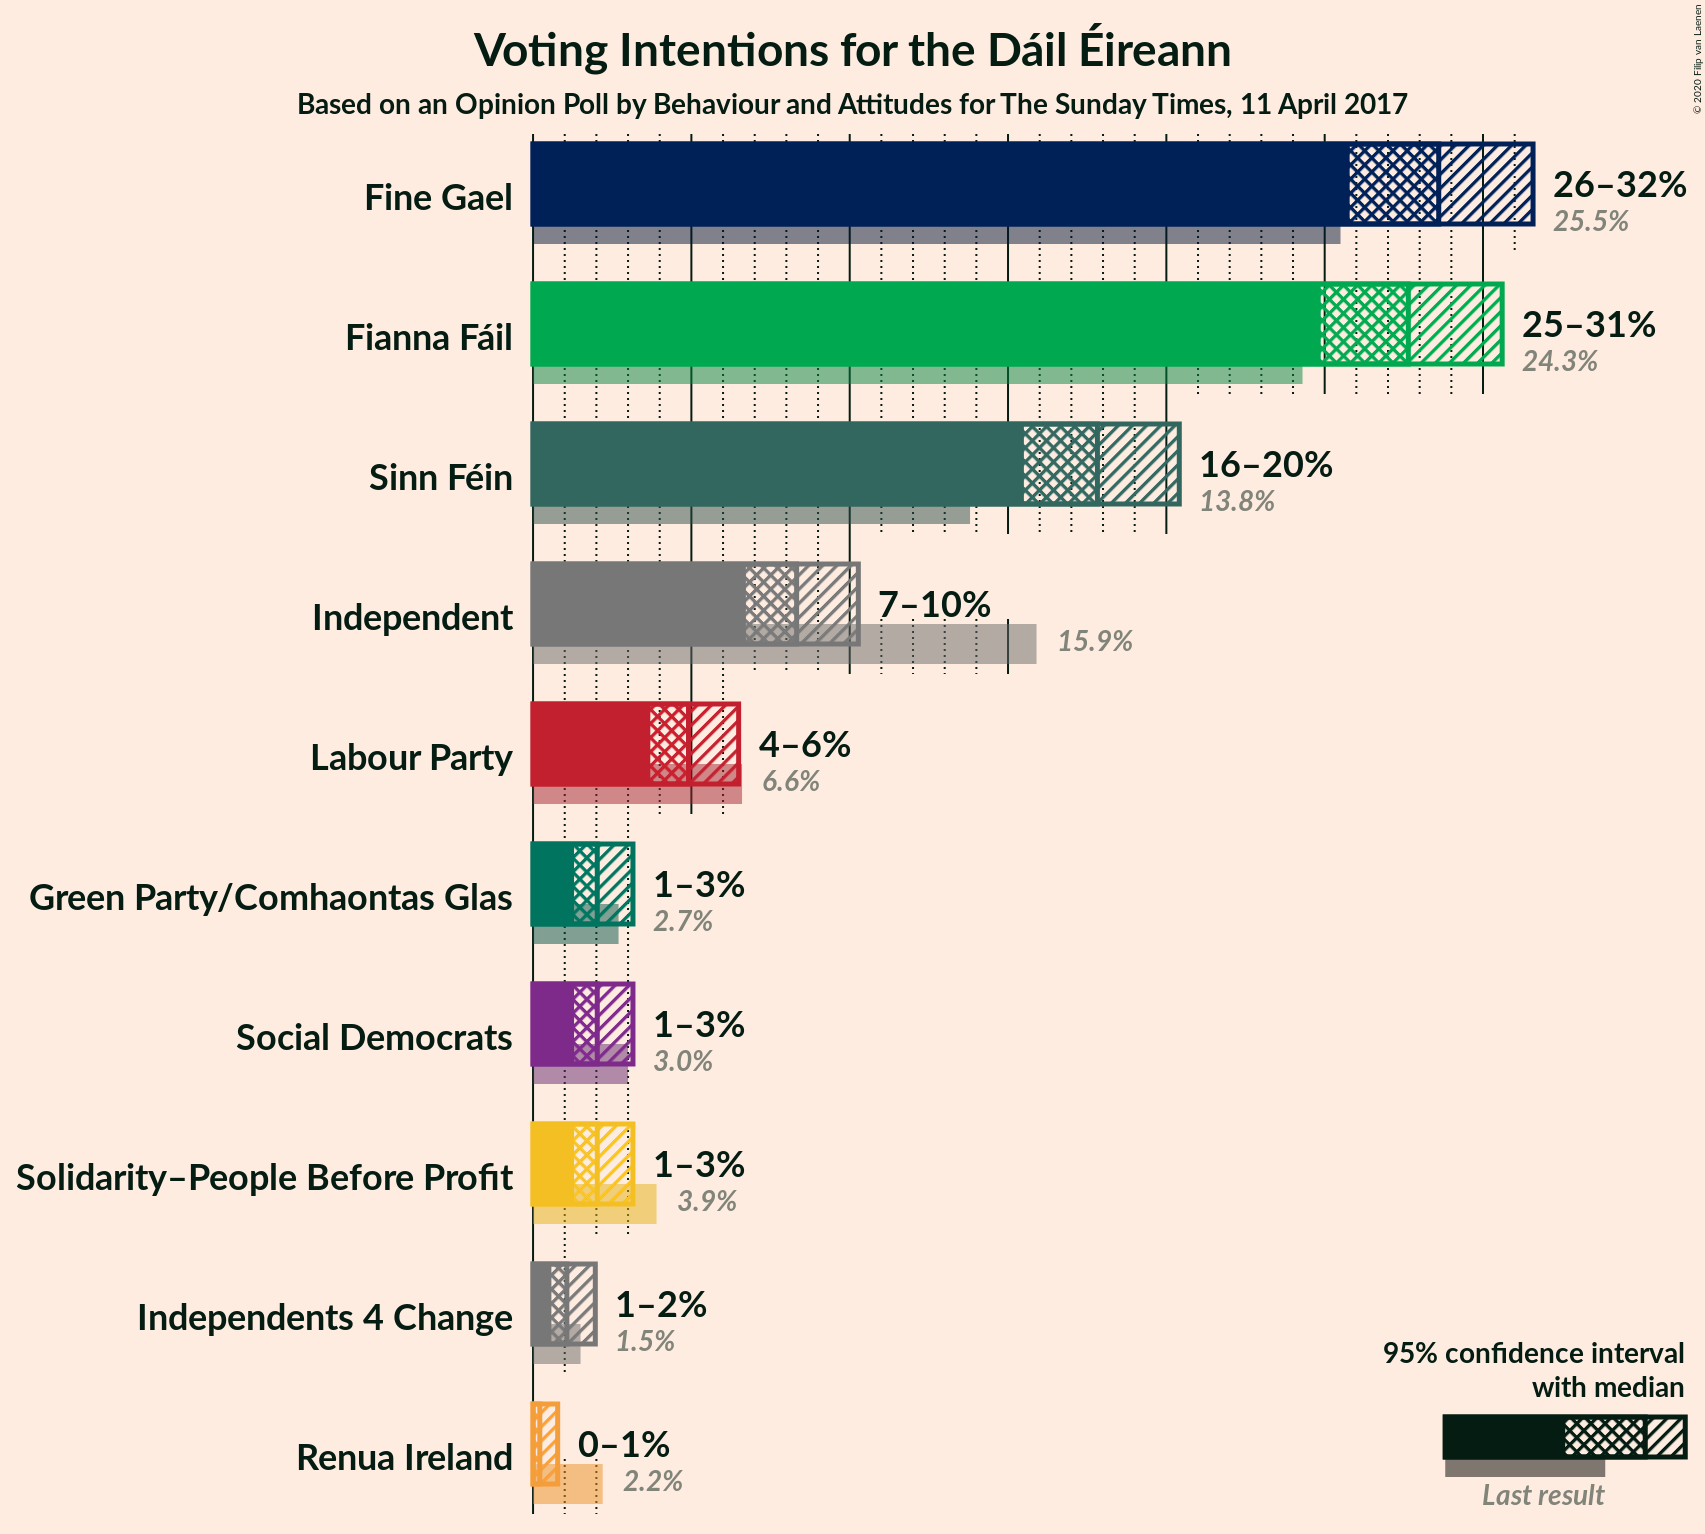 Voting Intentions for the Dáil Éireann
Based on an Opinion Poll by Behaviour and Attitudes for The Sunday Times, 11 April 2017
© 2020 Filip van Laenen
Fine Gael
26–32%
25.5%
Fianna Fáil
25–31%
24.3%
Sinn Féin
16–20%
13.8%
Independent
7–10%
15.9%
Labour Party
4–6%
6.6%
Green Party/Comhaontas Glas
1–3%
2.7%
Social Democrats
1–3%
3.0%
Solidarity–People Before Profit
1–3%
3.9%
Independents 4 Change
1–2%
1.5%
Renua Ireland
0–1%
2.2%
95% confidence interval
with median
Last result